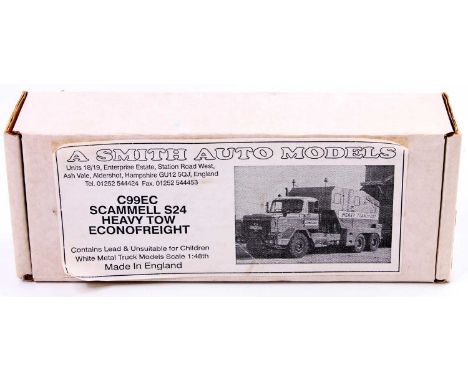 A SMITH AUTO MODELS
Units 18/19, Enterprise Estate, Station Road West,
Ash Vale, Aldershot, Hampshire GU12 5QJ, England
Tel. 01252 544424 Fax. 01252 544453
C99EC
SCAMMELL S24
HEAVY TOW
ECONOFREIGHT
Contains Lead & Unsuitable for Children
White Metal Truck Models Scale 1:48th
Made In England